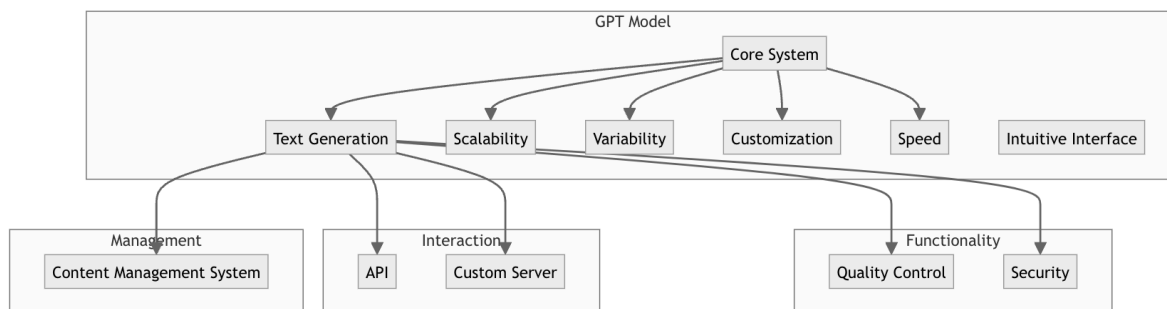 GPT Model
Core System
Text Generation
Scalability
Variability
Customization
Speed
Intuitive Interface
Management
Interaction
Functionality
Content Management System
API
Custom Server
Quality Control
Security